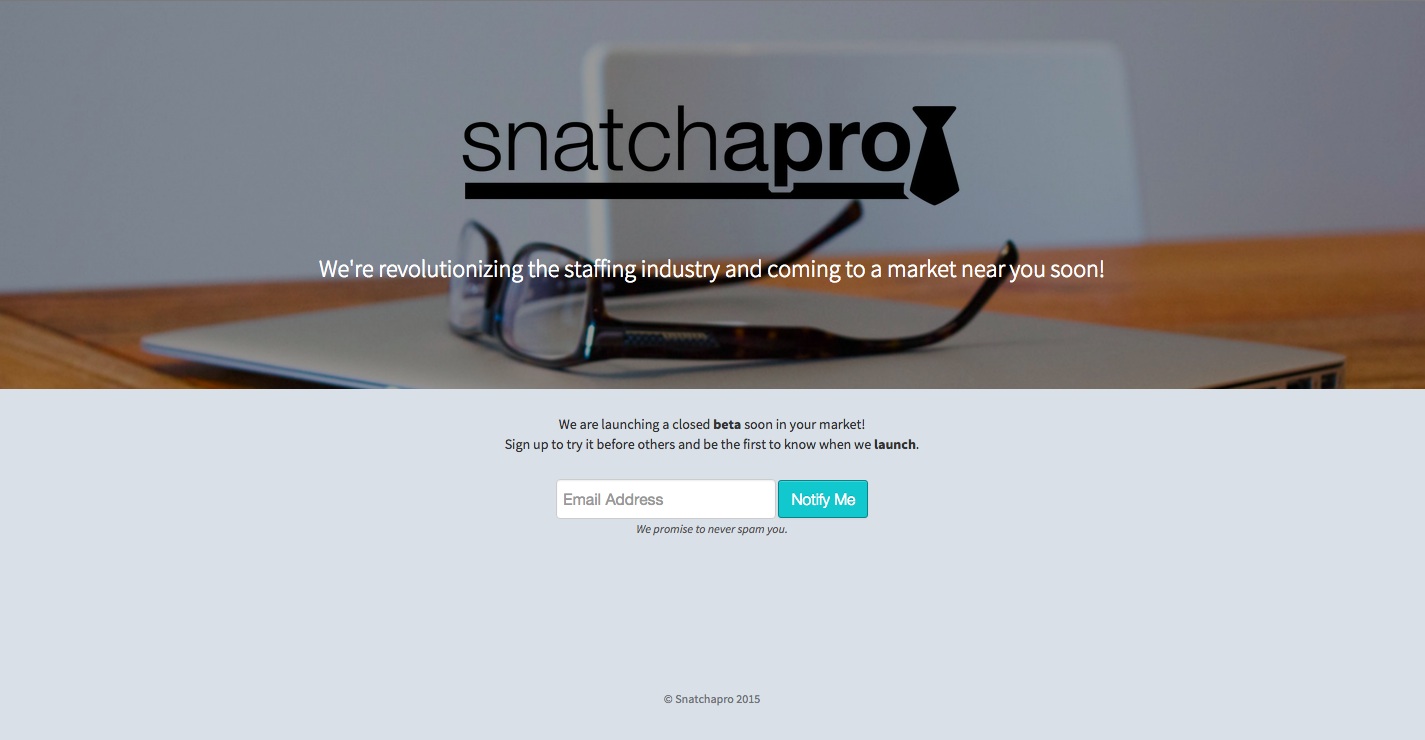 snatchapro
We're revolutionizing the staffing industry and coming to a market near you soon!
We are launching a closed beta soon in your market!
Sign up to try it before others and be the first to know when we launch.
Email Address
Notify Me
We promise to never spam you.
© Snatchapro 2015